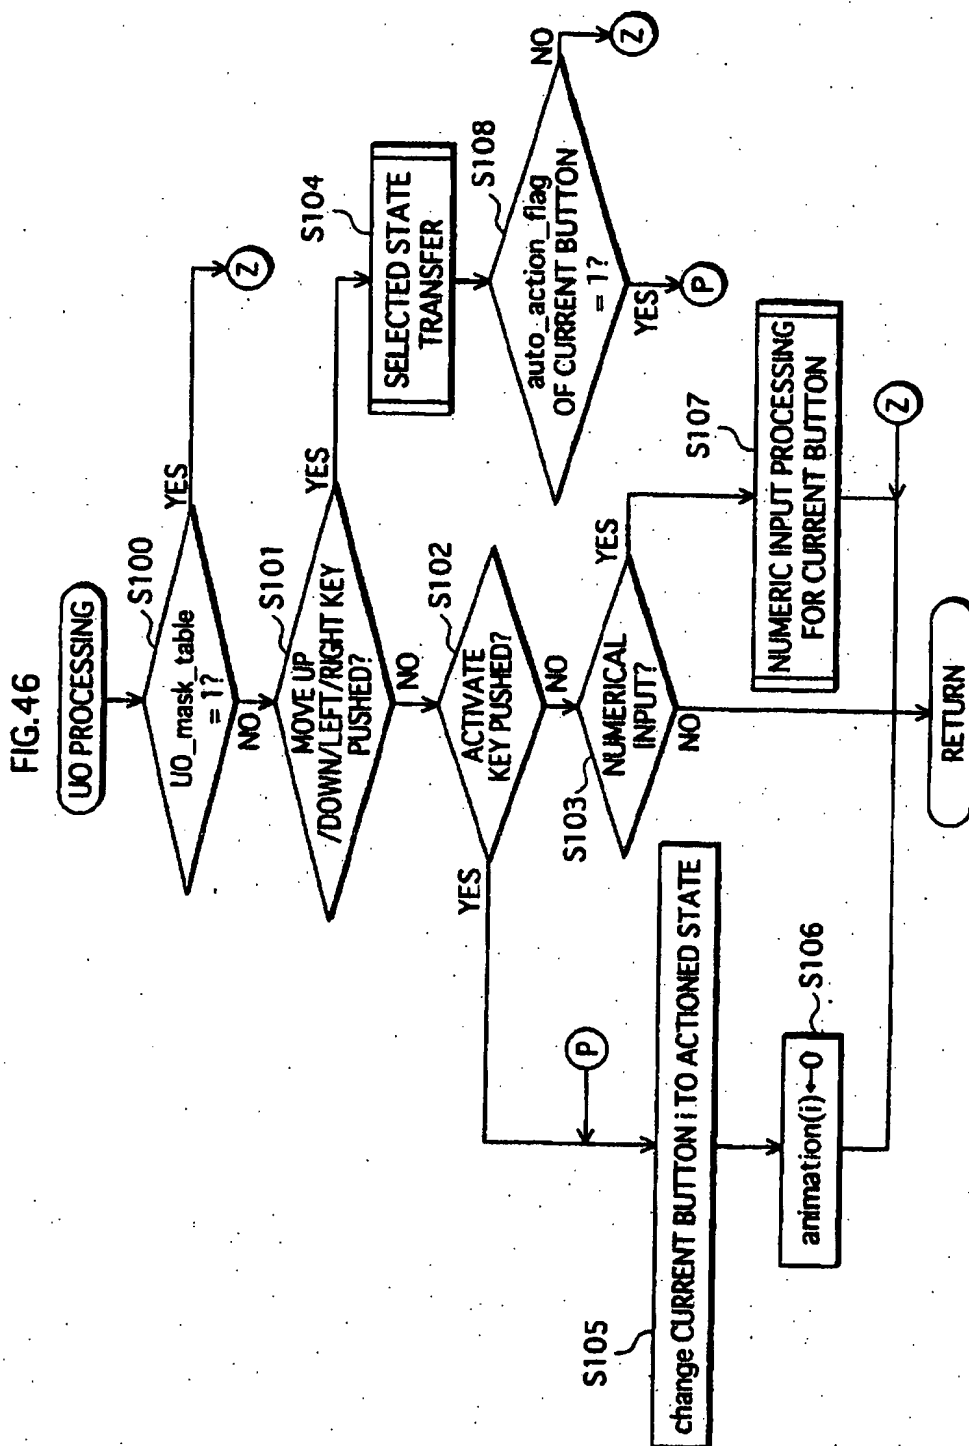 FIG.46
UO PROCESSING
S100
UO_mask_table
= 1?
YES
Z
NO
S101
MOVE UP
/DOWN/LEFT/RIGHT KEY
PUSHED?
YES
NO
S104
SELECTED STATE
TRANSFER
S108
auto_action_flag
OF CURRENT BUTTON
= 1?
NO
Z
YES
P
S102
ACTIVATE
KEY PUSHED?
YES
NO
S103
NUMERICAL
INPUT?
YES
NO
S107
NUMERIC INPUT PROCESSING
FOR CURRENT BUTTON
Z
P
S105
change CURRENT BUTTON i TO ACTIONED STATE
S106
animation(i)←0
RETURN